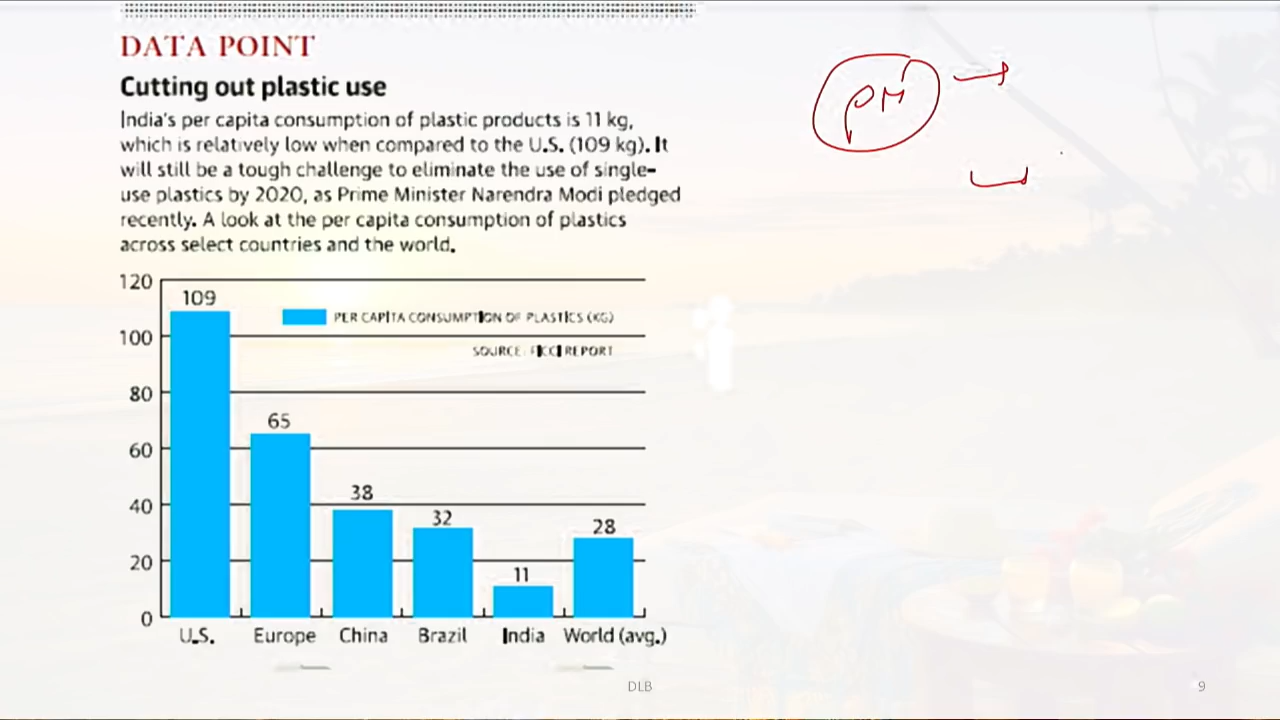 DATA POINT
Cutting out plastic use
India's per capita consumption of plastic products is 11 kg,
which is relatively low when compared to the U.S. (109 kg). It
will still be a tough challenge to eliminate the use of single-
use plastics by 2020, as Prime Minister Narendra Modi pledged
recently. A look at the per capita consumption of plastics
across select countries and the world.
120
100
80
60
40
20
0
109
65
38
32
11
28
PER CAPITA CONSUMPTION OF PLASTICS (KG)
SOURCE: FICCI REPORT
U.S. Europe China Brazil India World (avg.)
PM
DLB
9